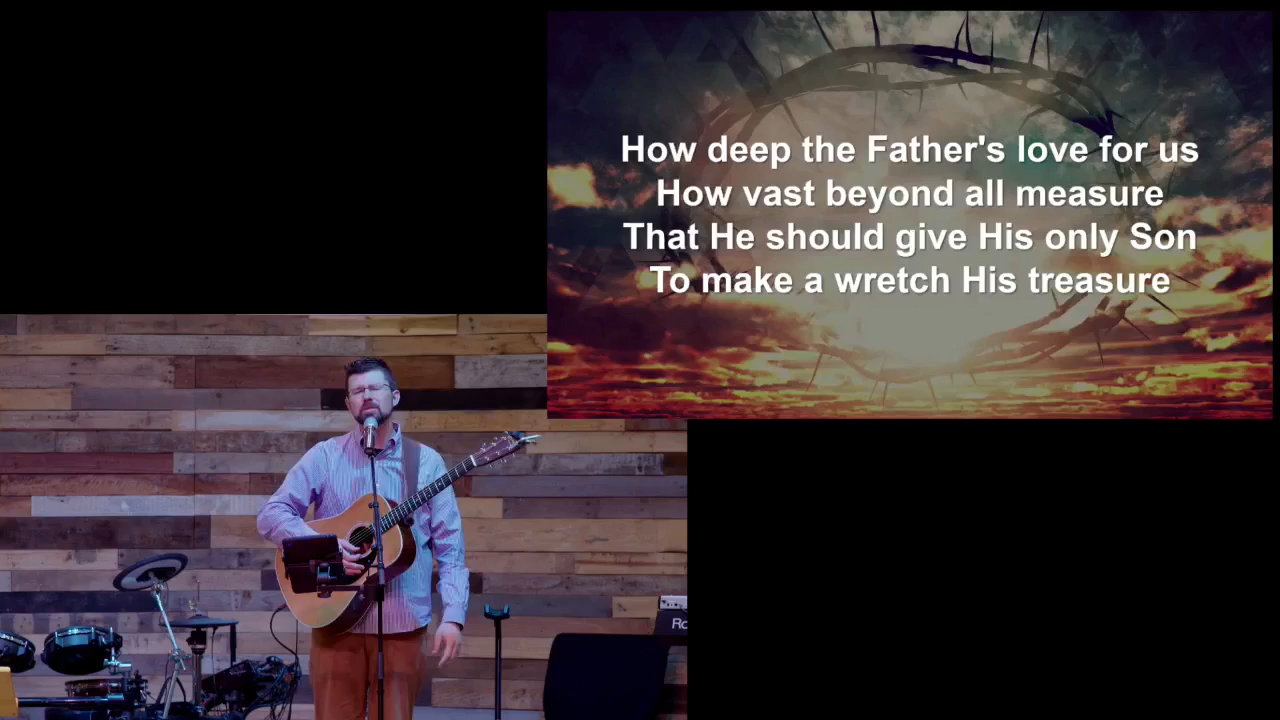 How deep the Father's love for us
How vast beyond all measure
That He should give His only Son
To make a wretch His treasure